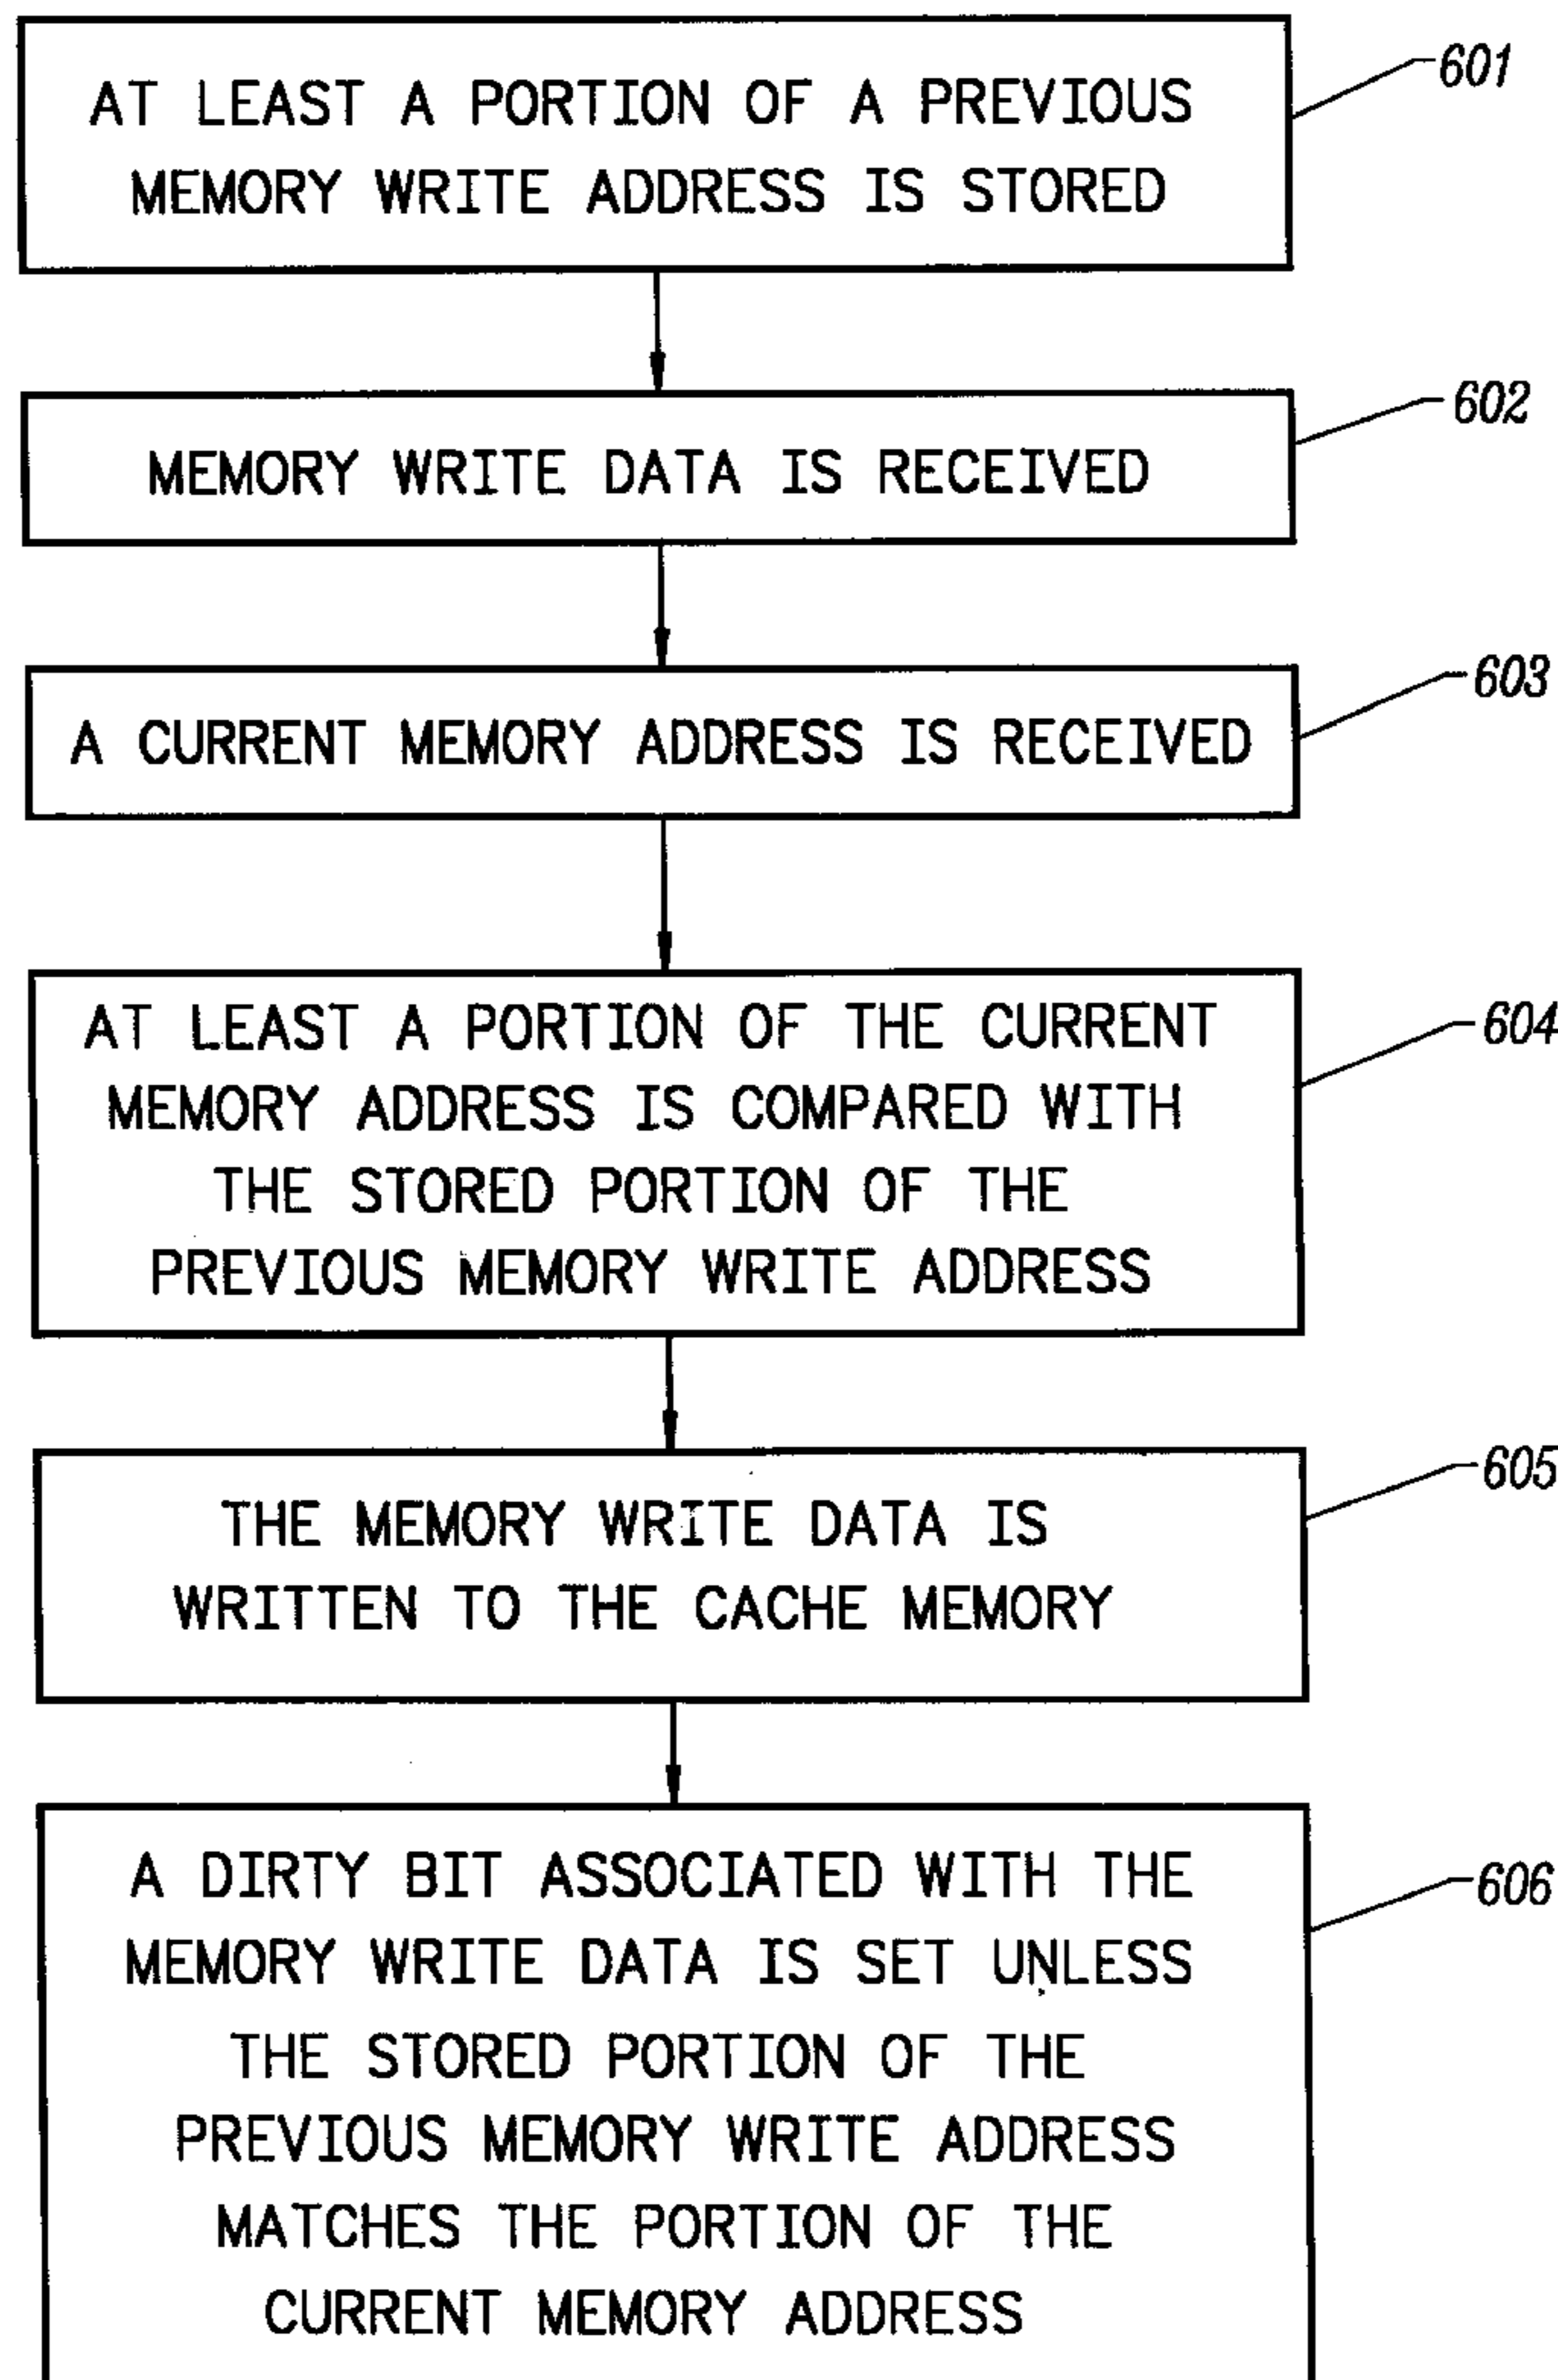 AT LEAST A PORTION OF A PREVIOUS
MEMORY WRITE ADDRESS IS STORED
601
MEMORY WRITE DATA IS RECEIVED
602
A CURRENT MEMORY ADDRESS IS RECEIVED
603
AT LEAST A PORTION OF THE CURRENT
MEMORY ADDRESS IS COMPARED WITH
THE STORED PORTION OF THE
PREVIOUS MEMORY WRITE ADDRESS
604
THE MEMORY WRITE DATA IS
WRITTEN TO THE CACHE MEMORY
605
A DIRTY BIT ASSOCIATED WITH THE
MEMORY WRITE DATA IS SET UNLESS
THE STORED PORTION OF THE
PREVIOUS MEMORY WRITE ADDRESS
MATCHES THE PORTION OF THE
CURRENT MEMORY ADDRESS
606